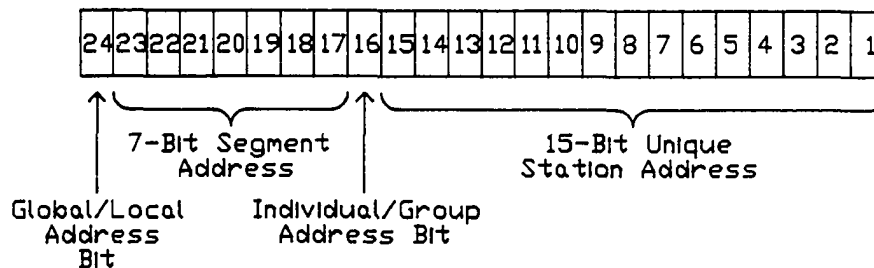 24 23 22 21 20 19 18 17 16 15 14 13 12 11 10 9 8 7 6 5 4 3 2 1
7-Bit Segment
Address
15-Bit Unique
Station Address
Global/Local
Address
Bit
Individual/Group
Address Bit